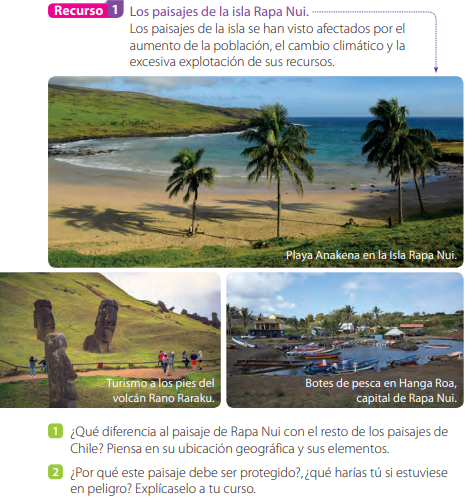 Recurso 1 Los paisajes de la isla Rapa Nui.
Los paisajes de la isla se han visto afectados por el
aumento de la población, el cambio climático y la
excesiva explotación de sus recursos.
Playa Anakena en la Isla Rapa Nui.
Turismo a los pies del
volcán Rano Raraku.
Botes de pesca en Hanga Roa,
capital de Rapa Nui.
1 ¿Qué diferencia al paisaje de Rapa Nui con el resto de los paisajes de
Chile? Piensa en su ubicación geográfica y sus elementos.
2 ¿Por qué este paisaje debe ser protegido?, ¿qué harías tú si estuviese
en peligro? Explícaselo a tu curso.